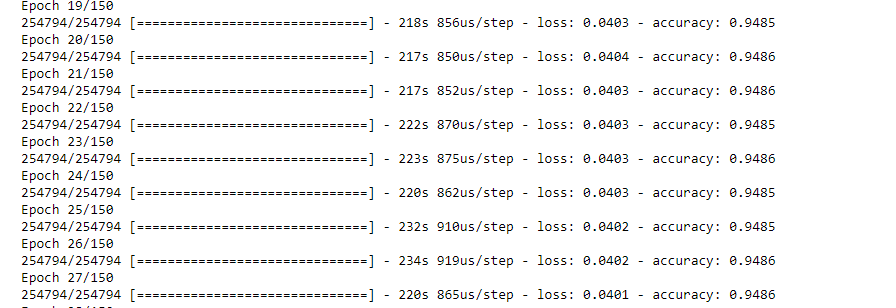 Epoch 19/150
254794/254794 [==============================] - 218s 856us/step - loss: 0.0403 - accuracy: 0.9485
Epoch 20/150
254794/254794 [==============================] - 217s 850us/step - loss: 0.0404 - accuracy: 0.9486
Epoch 21/150
254794/254794 [==============================] - 217s 852us/step - loss: 0.0403 - accuracy: 0.9486
Epoch 22/150
254794/254794 [==============================] - 222s 870us/step - loss: 0.0403 - accuracy: 0.9485
Epoch 23/150
254794/254794 [==============================] - 223s 875us/step - loss: 0.0403 - accuracy: 0.9486
Epoch 24/150
254794/254794 [==============================] - 220s 862us/step - loss: 0.0403 - accuracy: 0.9485
Epoch 25/150
254794/254794 [==============================] - 232s 910us/step - loss: 0.0402 - accuracy: 0.9485
Epoch 26/150
254794/254794 [==============================] - 234s 919us/step - loss: 0.0402 - accuracy: 0.9486
Epoch 27/150
254794/254794 [==============================] - 220s 865us/step - loss: 0.0401 - accuracy: 0.9486